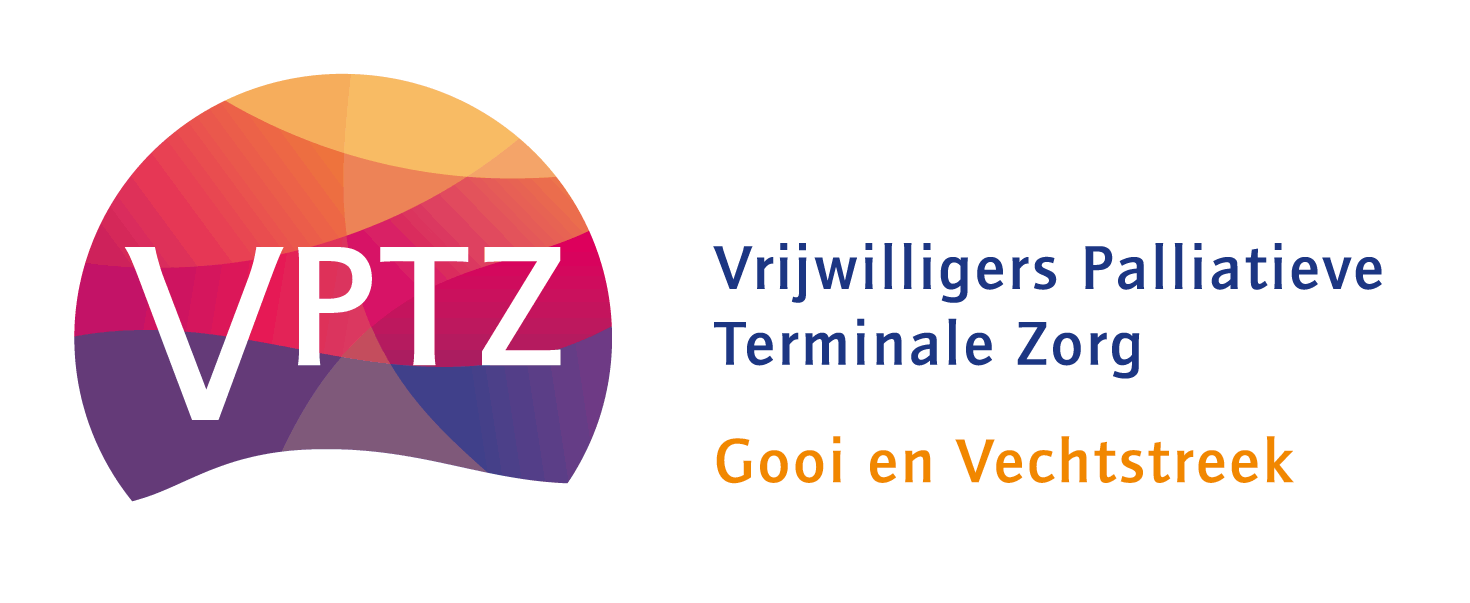 VPTZ
Vrijwilligers Palliatieve
Terminale Zorg
Gooi en Vechtstreek